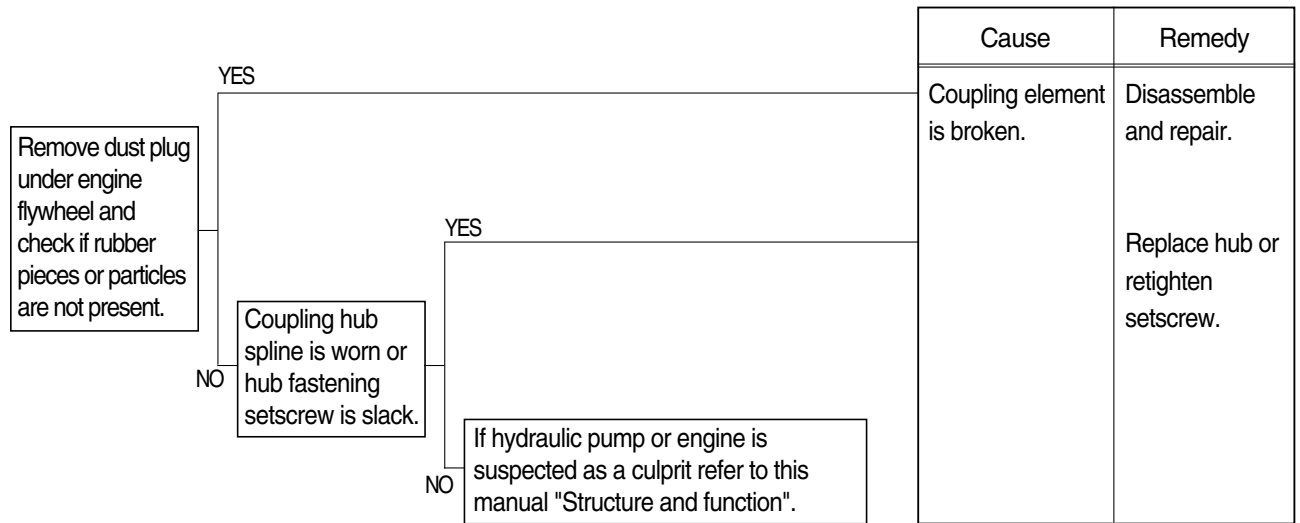 Cause
Remedy
YES
Coupling element
is broken.
Disassemble
and repair.
Remove dust plug
under engine
flywheel and
check if rubber
pieces or particles
are not present.
YES
Replace hub or
retighten
setscrew.
NO
Coupling hub
spline is worn or
hub fastening
setscrew is slack.
NO
If hydraulic pump or engine is
suspected as a culprit refer to this
manual "Structure and function".